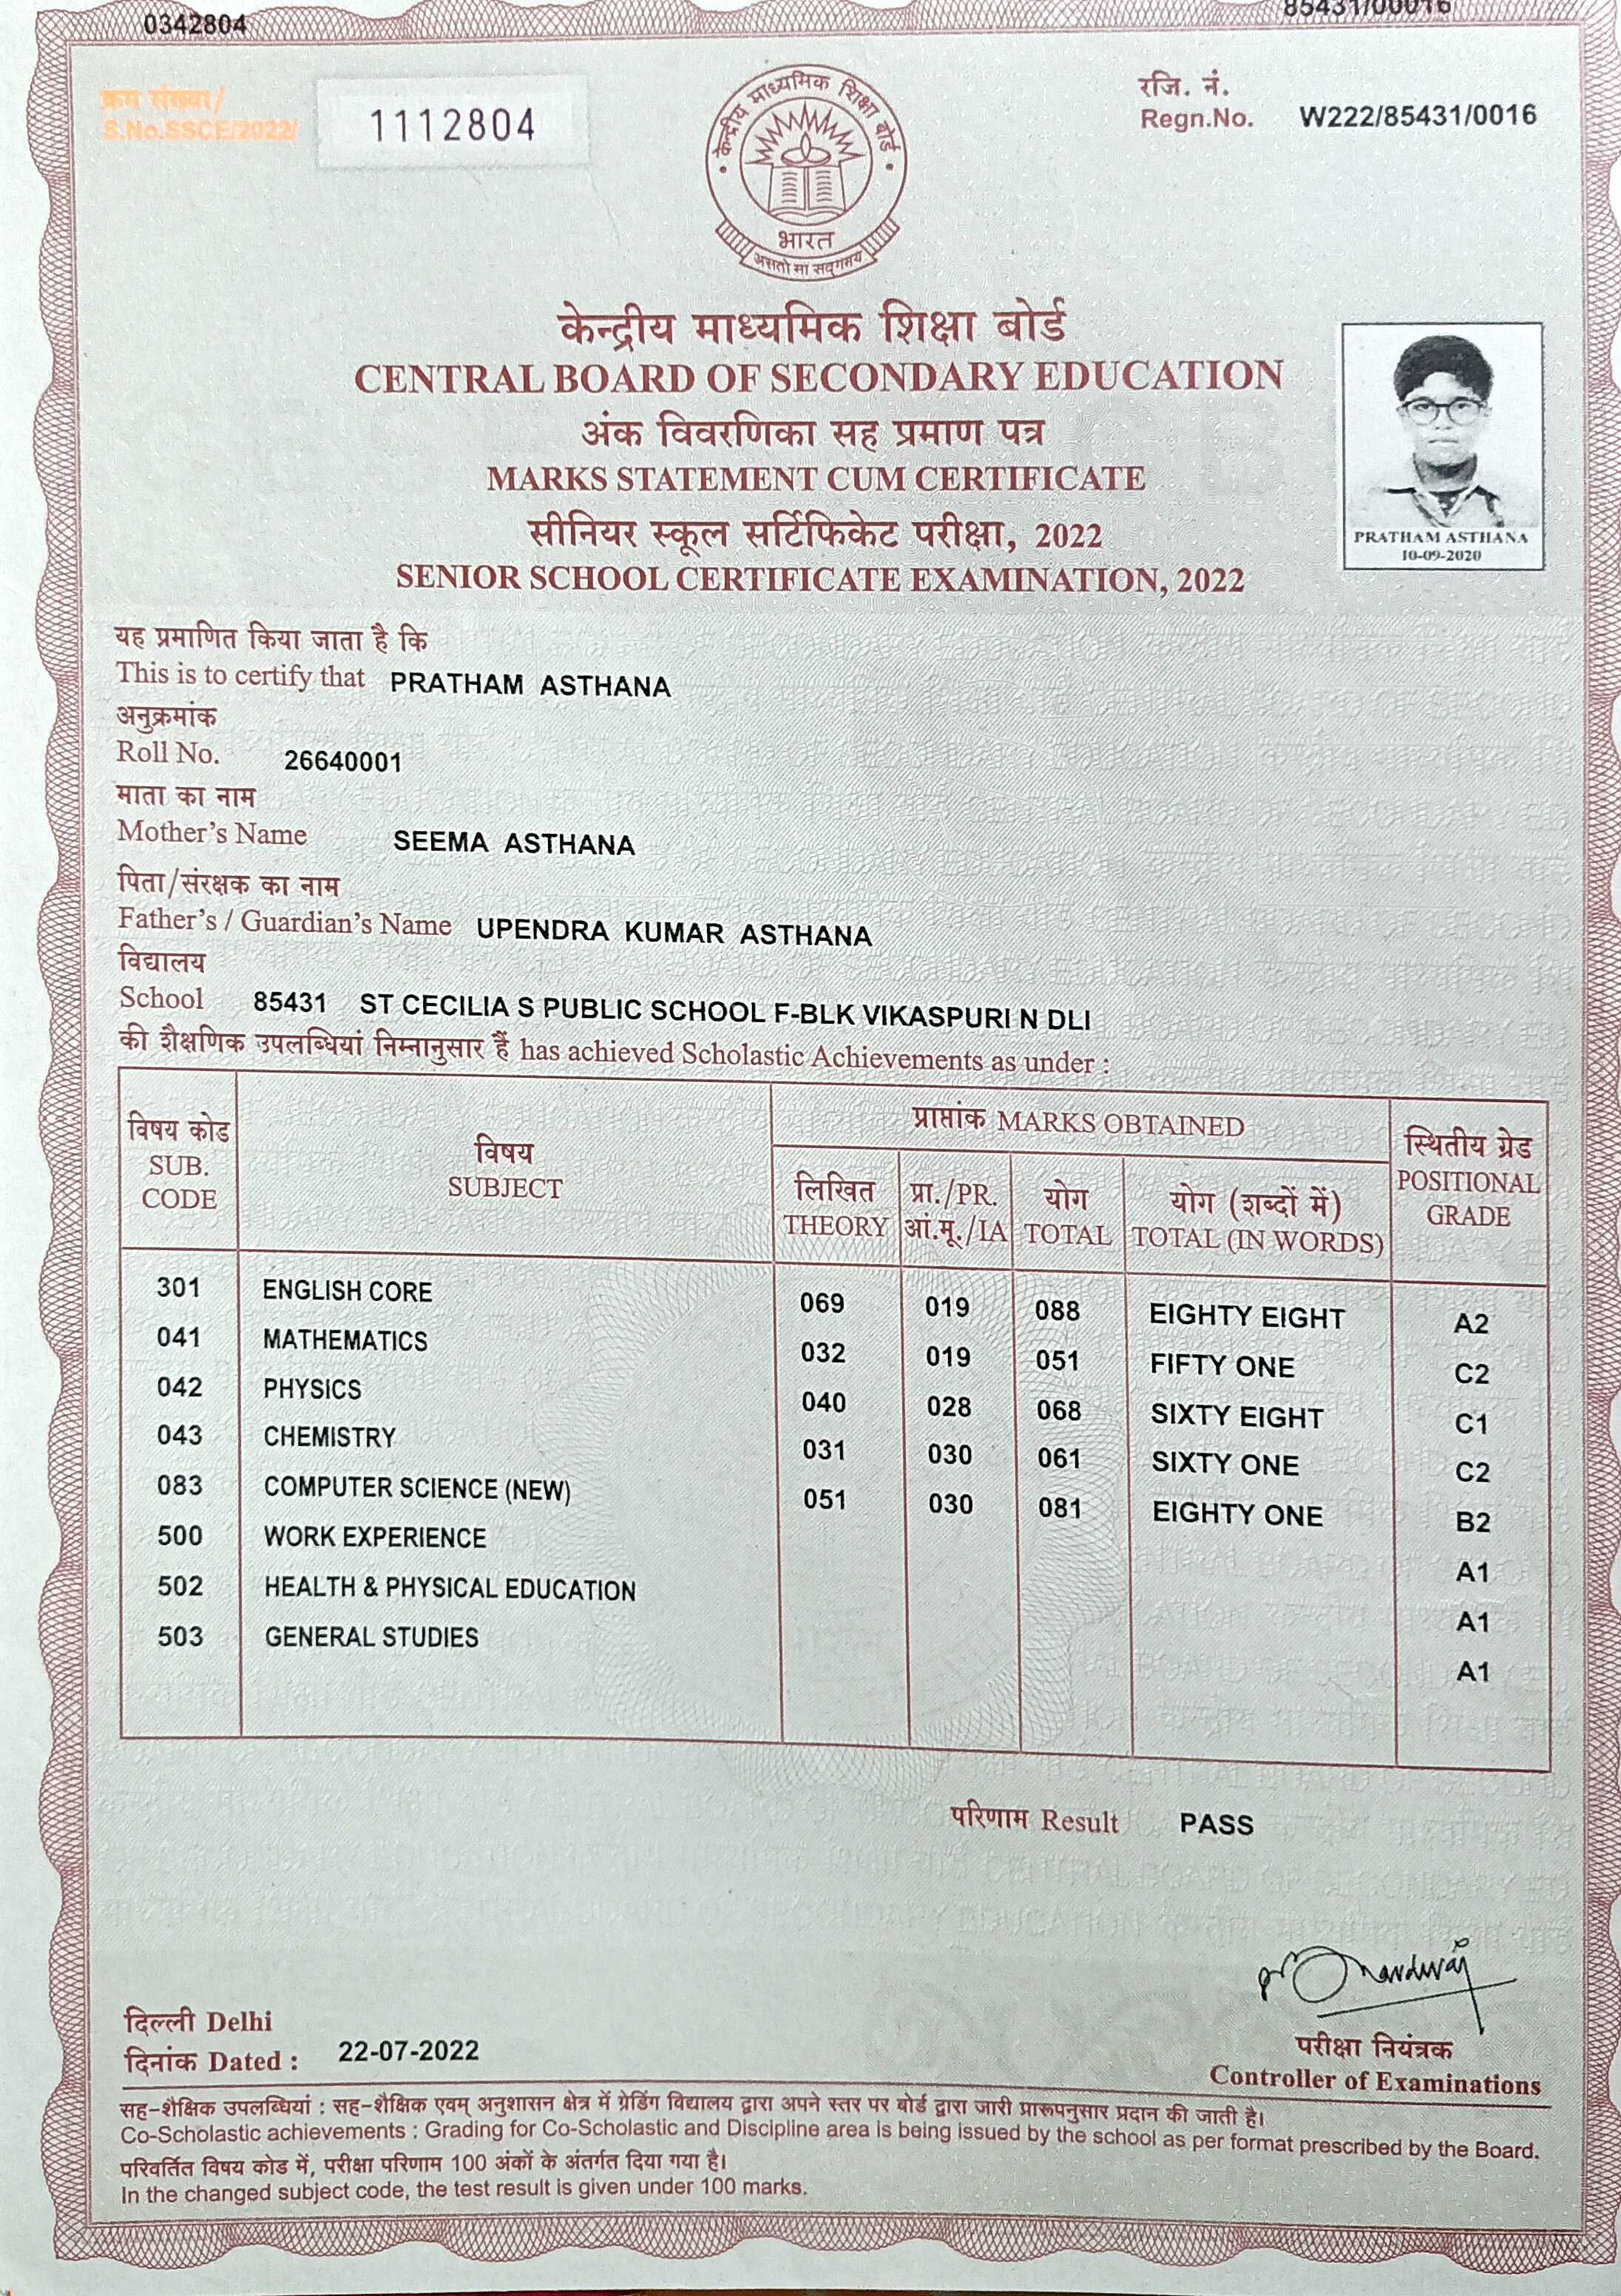 0342804
85431/00016
क्रम संख्या/
S.No.SSCE/2022/
1112804
रजि. नं.
Regn.No. W222/85431/0016
केन्द्रीय माध्यमिक शिक्षा बोर्ड
भारत
असतो मा सद्गमय
केन्द्रीय माध्यमिक शिक्षा बोर्ड
CENTRAL BOARD OF SECONDARY EDUCATION
अंक विवरणिका सह प्रमाण पत्र
MARKS STATEMENT CUM CERTIFICATE
सीनियर स्कूल सर्टिफिकेट परीक्षा, 2022
SENIOR SCHOOL CERTIFICATE EXAMINATION, 2022
PRATHAM ASTHANA
10-09-2020
यह प्रमाणित किया जाता है कि
This is to certify that PRATHAM ASTHANA
अनुक्रमांक
Roll No. 26640001
माता का नाम
Mother's Name SEEMA ASTHANA
पिता/संरक्षक का नाम
Father's / Guardian's Name UPENDRA KUMAR ASTHANA
विद्यालय
School 85431 ST CECILIA S PUBLIC SCHOOL F-BLK VIKASPURI N DLI
की शैक्षणिक उपलब्धियां निम्नानुसार हैं has achieved Scholastic Achievements as under :
विषय कोड
SUB.
CODE
विषय
SUBJECT
प्राप्तांक MARKS OBTAINED
लिखित
THEORY
प्रा./PR.
आं.मू./IA
योग
TOTAL
योग (शब्दों में)
TOTAL (IN WORDS)
स्थितीय ग्रेड
POSITIONAL
GRADE
301 ENGLISH CORE 069 019 088 EIGHTY EIGHT A2
041 MATHEMATICS 032 019 051 FIFTY ONE C2
042 PHYSICS 040 028 068 SIXTY EIGHT C1
043 CHEMISTRY 031 030 061 SIXTY ONE C2
083 COMPUTER SCIENCE (NEW) 051 030 081 EIGHTY ONE B2
500 WORK EXPERIENCE A1
502 HEALTH & PHYSICAL EDUCATION A1
503 GENERAL STUDIES A1
परिणाम Result PASS
दिल्ली Delhi
दिनांक Dated : 22-07-2022
परीक्षा नियंत्रक
Controller of Examinations
सह-शैक्षिक उपलब्धियां : सह-शैक्षिक एवम् अनुशासन क्षेत्र में ग्रेडिंग विद्यालय द्वारा अपने स्तर पर बोर्ड द्वारा जारी प्रारूपनुसार प्रदान की जाती है।
Co-Scholastic achievements : Grading for Co-Scholastic and Discipline area is being issued by the school as per format prescribed by the Board.
परिवर्तित विषय कोड में, परीक्षा परिणाम 100 अंकों के अंतर्गत दिया गया है।
In the changed subject code, the test result is given under 100 marks.